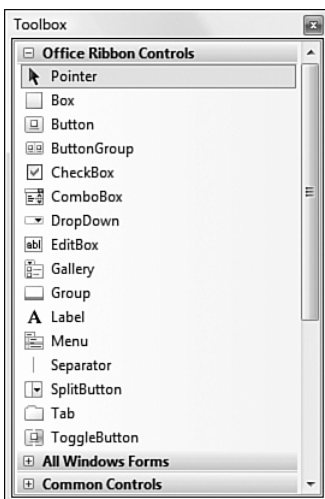 Toolbox
Office Ribbon Controls
Pointer
Box
Button
ButtonGroup
CheckBox
ComboBox
DropDown
abl EditBox
Gallery
Group
A Label
Menu
Separator
SplitButton
Tab
ToggleButton
All Windows Forms
Common Controls